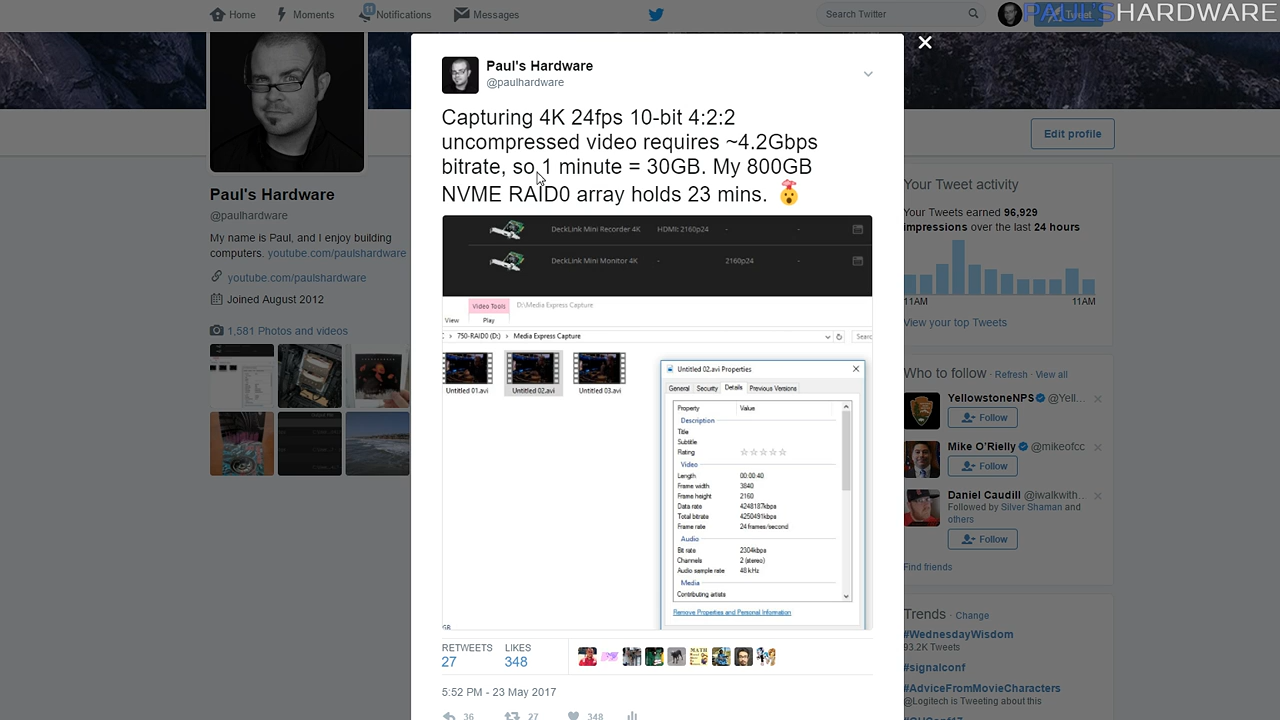 Home
Moments
11
Notifications
Messages
Search Twitter
Tweet
PAUL'SHARDWARE
Paul's Hardware
@paulhardware
My name is Paul, and I enjoy building
computers. youtube.com/paulshardware
youtube.com/paulshardware
Joined August 2012
1,581 Photos and videos
Paul's Hardware
@paulhardware
Capturing 4K 24fps 10-bit 4:2:2
uncompressed video requires ~4.2Gbps
bitrate, so 1 minute = 30GB. My 800GB
NVME RAID0 array holds 23 mins.
DeckLink Mini Recorder 4K HDMI: 2160p24 - -
DeckLink Mini Monitor 4K - 2160p24 -
Video Tools D:\Media Express Capture
View Play
750-RAID0 (D:) > Media Express Capture
Untitled 01.avi
Untitled 02.avi
Untitled 03.avi
Untitled 02.avi Properties
General Security Details Previous Versions
Property Value
Description
Title
Subtitle
Rating
Video
Length 00:00:40
Frame width 3840
Frame height 2160
Data rate 4248187kbps
Total bitrate 4250491kbps
Frame rate 24 frames/second
Audio
Bit rate 2304kbps
Channels 2 (stereo)
Audio sample rate 48 kHz
Media
Contributing artists
Remove Properties and Personal Information
RETWEETS LIKES
27 348
5:52 PM - 23 May 2017
36 27 348
Edit profile
Your Tweet activity
Your Tweets earned 96,929
impressions over the last 24 hours
11AM 11AM
View your top Tweets
Who to follow · Refresh · View all
YellowstoneNPS @Yell...
Follow
Mike O'Rielly @mikeofcc
Follow
Daniel Caudill @iwalkwith...
Followed by Silver Shaman and
others
Follow
Find friends
Trends · Change
#WednesdayWisdom
93.2K Tweets
#signalconf
#AdviceFromMovieCharacters
@Logitech is Tweeting about this